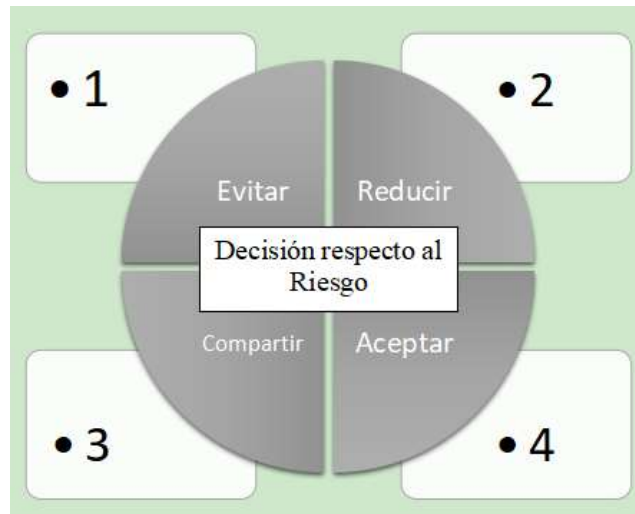 • 1
• 2
Evitar
Reducir
Decisión respecto al
Riesgo
Compartir
Aceptar
• 3
• 4